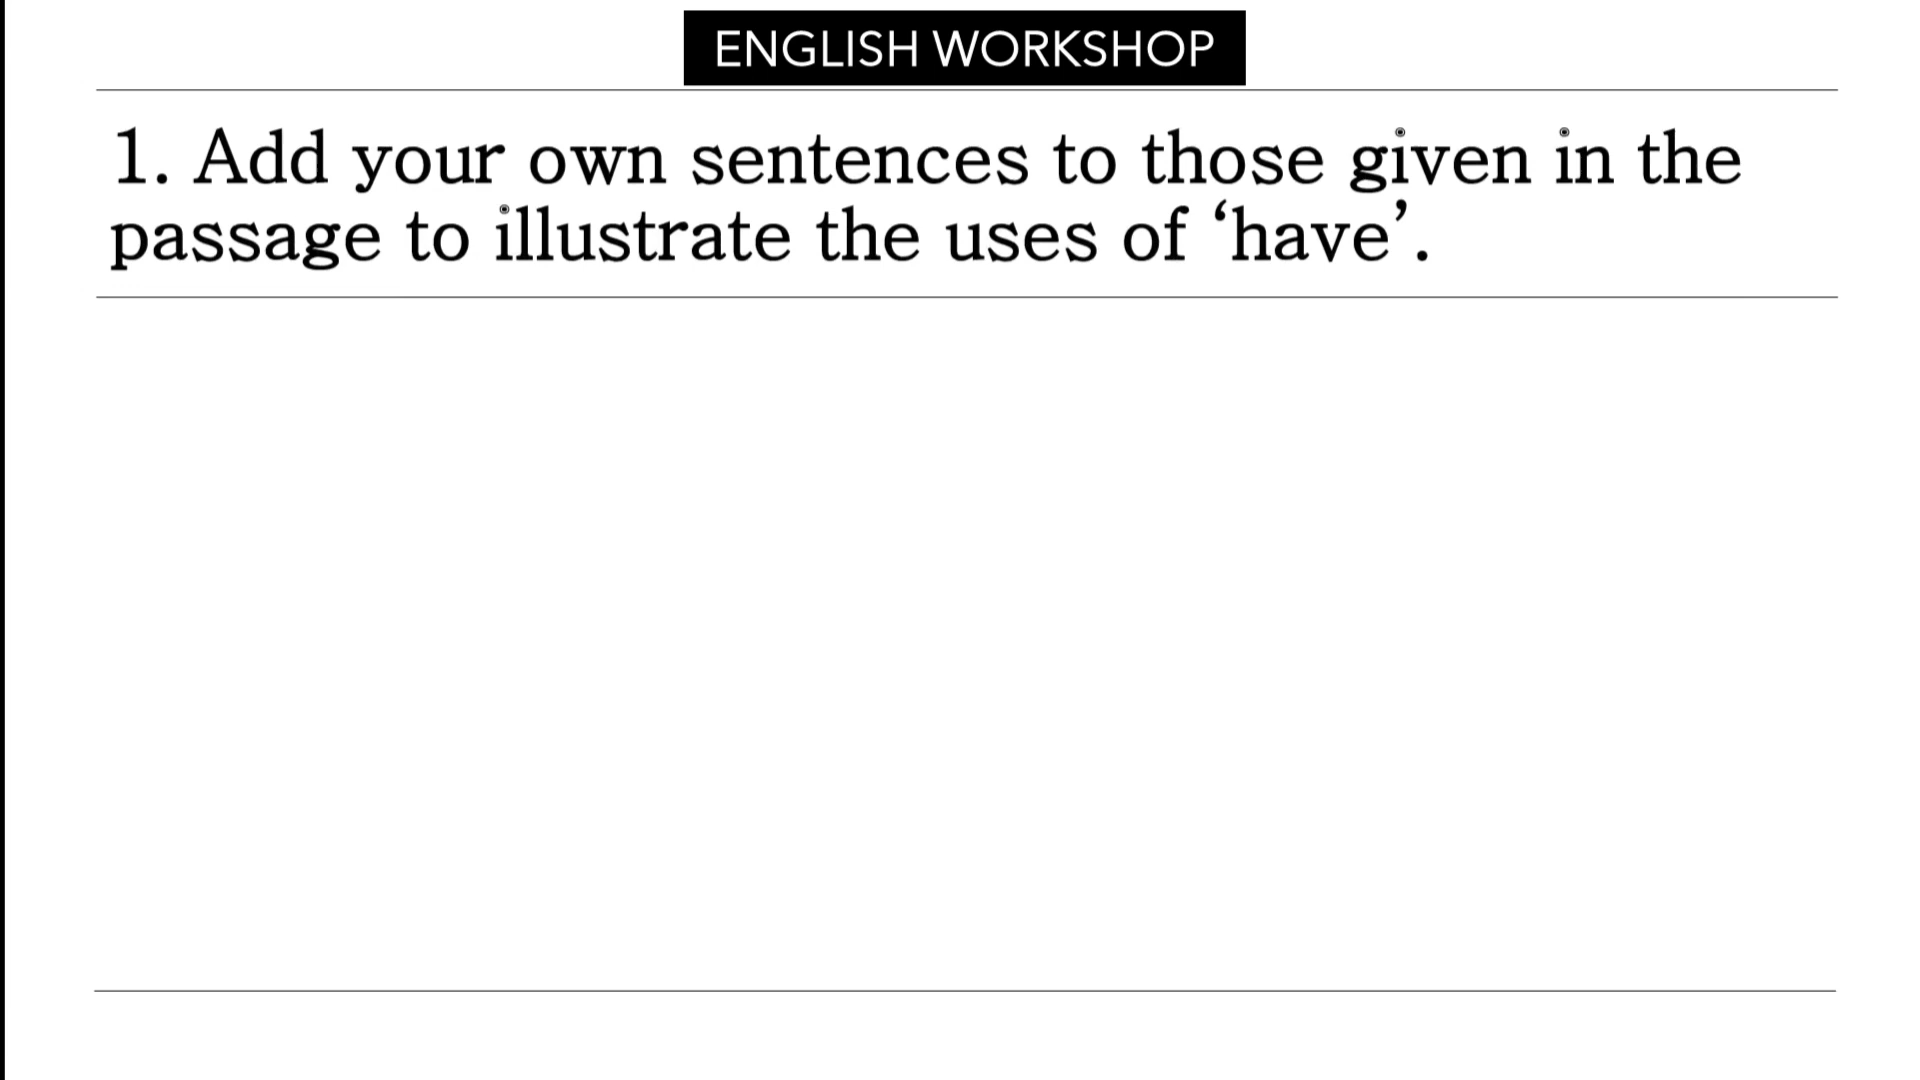 ENGLISH WORKSHOP
1. Add your own sentences to those given in the
passage to illustrate the uses of ‘have’.